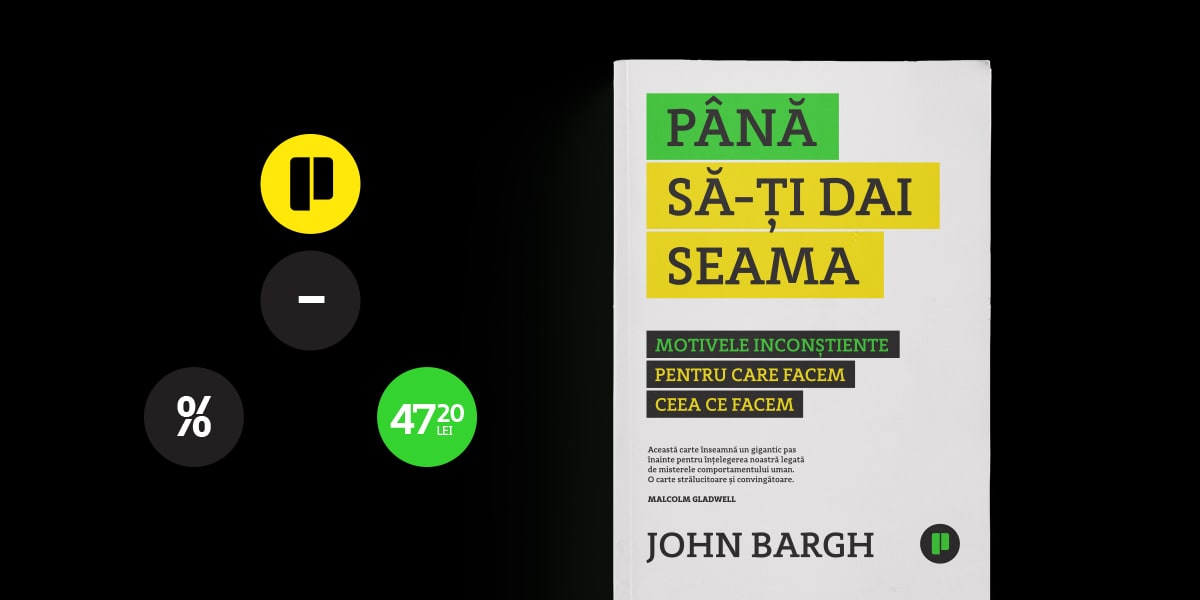 –
%
47 20
LEI
PÂNĂ
SĂ-ȚI DAI
SEAMA
MOTIVELE INCONȘTIENTE
PENTRU CARE FACEM
CEEA CE FACEM
Această carte înseamnă un gigantic pas
înainte pentru înțelegerea noastră legată
de misterele comportamentului uman.
O carte strălucitoare și convingătoare.
MALCOLM GLADWELL
JOHN BARGH